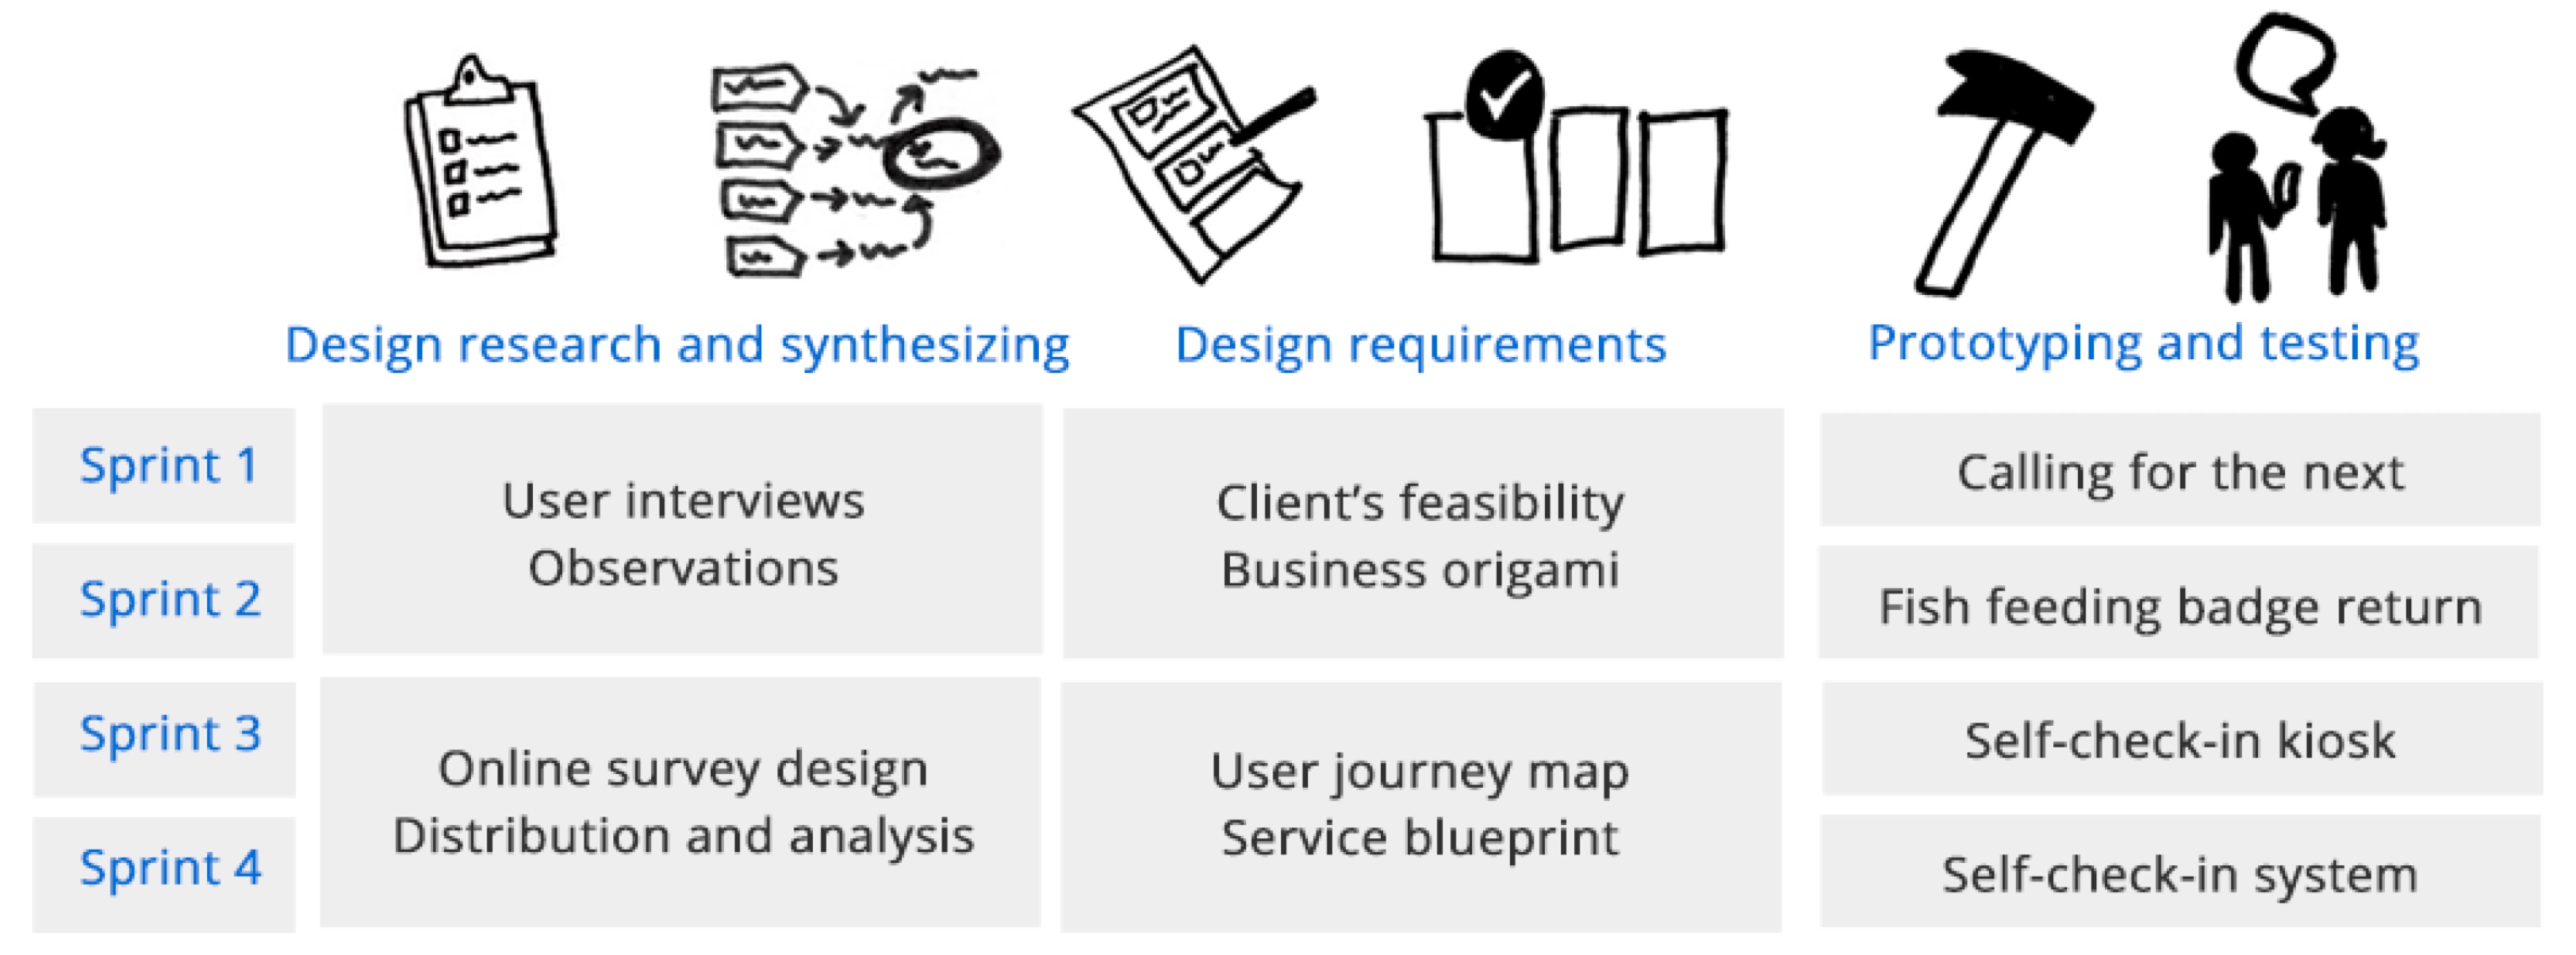 Design research and synthesizing
Design requirements
Prototyping and testing
Sprint 1
Sprint 2
User interviews
Observations
Client’s feasibility
Business origami
Calling for the next
Fish feeding badge return
Sprint 3
Sprint 4
Online survey design
Distribution and analysis
User journey map
Service blueprint
Self-check-in kiosk
Self-check-in system